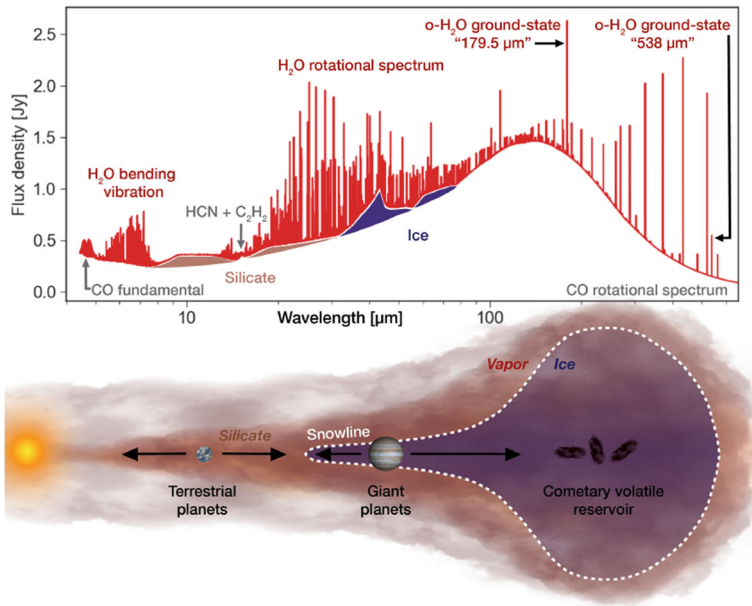 o-H₂O ground-state
"179.5 µm"
o-H₂O ground-state
"538 µm"
H₂O rotational spectrum
H₂O bending
vibration
HCN + C₂H₂
Ice
Silicate
CO fundamental
CO rotational spectrum
Flux density [Jy]
2.5
2.0
1.5
1.0
0.5
0.0
10
100
Wavelength [µm]
Vapor
Ice
Silicate
Snowline
Terrestrial
planets
Giant
planets
Cometary volatile
reservoir